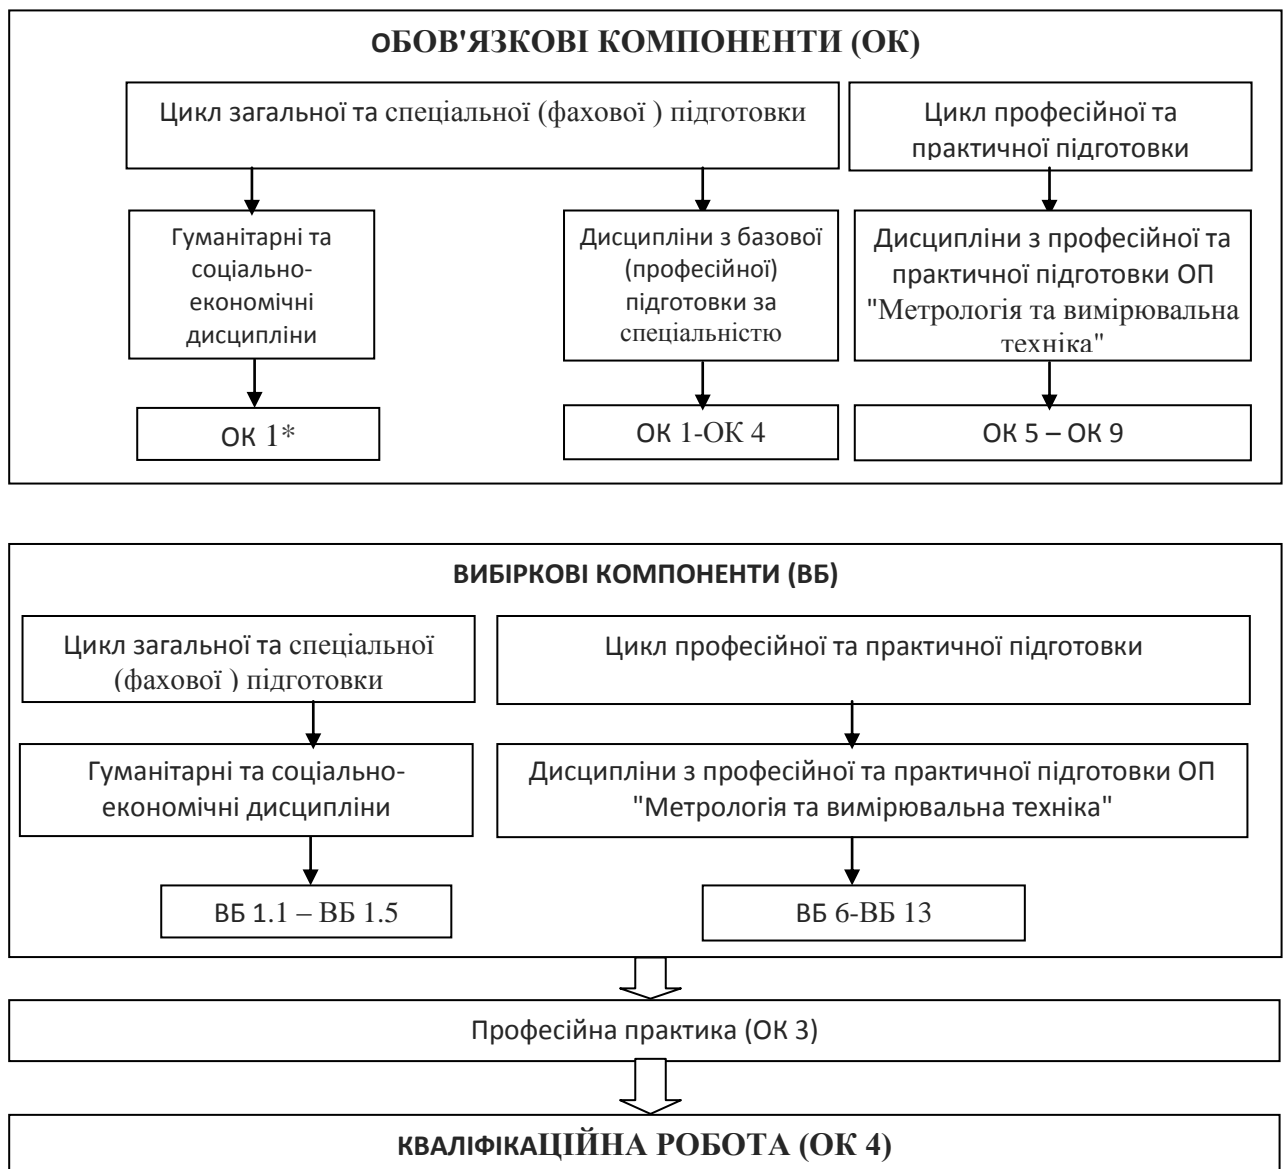 ОБОВ'ЯЗКОВІ КОМПОНЕНТИ (ОК)
Цикл загальної та спеціальної (фахової ) підготовки
Цикл професійної та
практичної підготовки
Гуманітарні та
соціально-
економічні
дисципліни
Дисципліни з базової
(професійної)
підготовки за
спеціальністю
Дисципліни з професійної та
практичної підготовки ОП
"Метрологія та вимірювальна
техніка"
ОК 1*
ОК 1-ОК 4
ОК 5 – ОК 9
ВИБІРКОВІ КОМПОНЕНТИ (ВБ)
Цикл загальної та спеціальної
(фахової ) підготовки
Цикл професійної та практичної підготовки
Гуманітарні та соціально-
економічні дисципліни
Дисципліни з професійної та практичної підготовки ОП
"Метрологія та вимірювальна техніка"
ВБ 1.1 – ВБ 1.5
ВБ 6-ВБ 13
Професійна практика (ОК 3)
КВАЛІФІКАЦІЙНА РОБОТА (ОК 4)